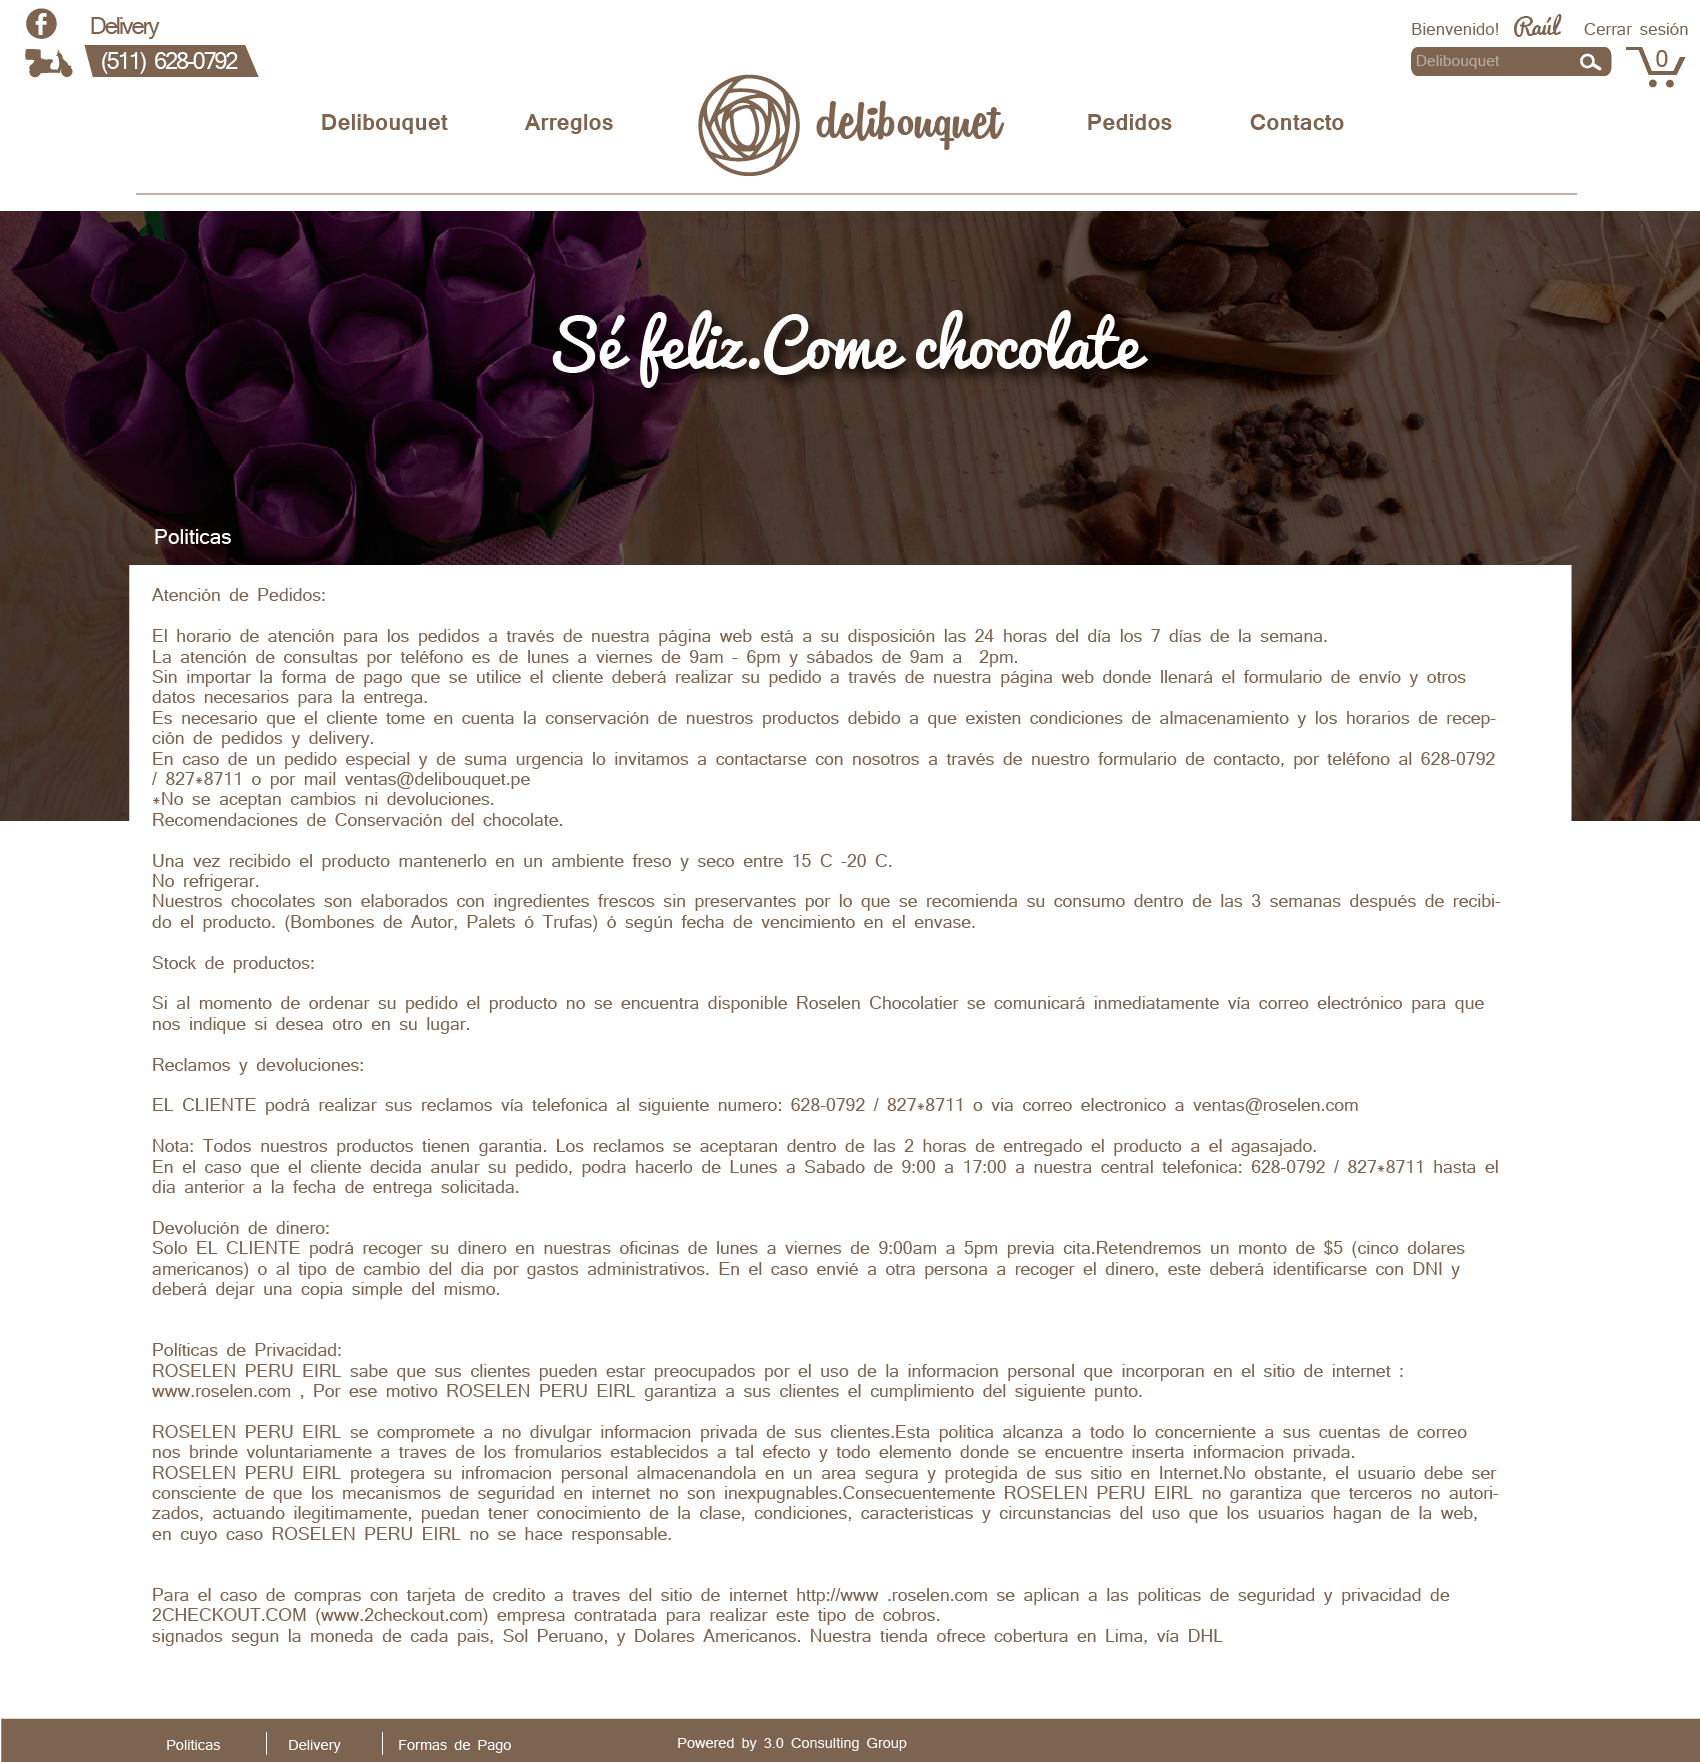 Delivery
(511) 628-0792
Bienvenido! Raúl Cerrar sesión
Delibouquet
0
Delibouquet Arreglos delibouquet Pedidos Contacto
Sé feliz.Come chocolate
Politicas
Atención de Pedidos:
El horario de atención para los pedidos a través de nuestra página web está a su disposición las 24 horas del día los 7 días de la semana.
La atención de consultas por teléfono es de lunes a viernes de 9am - 6pm y sábados de 9am a 2pm.
Sin importar la forma de pago que se utilice el cliente deberá realizar su pedido a través de nuestra página web donde llenará el formulario de envío y otros
datos necesarios para la entrega.
Es necesario que el cliente tome en cuenta la conservación de nuestros productos debido a que existen condiciones de almacenamiento y los horarios de recep-
ción de pedidos y delivery.
En caso de un pedido especial y de suma urgencia lo invitamos a contactarse con nosotros a través de nuestro formulario de contacto, por teléfono al 628-0792
/ 827*8711 o por mail ventas@delibouquet.pe
*No se aceptan cambios ni devoluciones.
Recomendaciones de Conservación del chocolate.
Una vez recibido el producto mantenerlo en un ambiente freso y seco entre 15 C -20 C.
No refrigerar.
Nuestros chocolates son elaborados con ingredientes frescos sin preservantes por lo que se recomienda su consumo dentro de las 3 semanas después de recibi-
do el producto. (Bombones de Autor, Palets ó Trufas) ó según fecha de vencimiento en el envase.
Stock de productos:
Si al momento de ordenar su pedido el producto no se encuentra disponible Roselen Chocolatier se comunicará inmediatamente vía correo electrónico para que
nos indique si desea otro en su lugar.
Reclamos y devoluciones:
EL CLIENTE podrá realizar sus reclamos vía telefonica al siguiente numero: 628-0792 / 827*8711 o via correo electronico a ventas@roselen.com
Nota: Todos nuestros productos tienen garantia. Los reclamos se aceptaran dentro de las 2 horas de entregado el producto a el agasajado.
En el caso que el cliente decida anular su pedido, podra hacerlo de Lunes a Sabado de 9:00 a 17:00 a nuestra central telefonica: 628-0792 / 827*8711 hasta el
dia anterior a la fecha de entrega solicitada.
Devolución de dinero:
Solo EL CLIENTE podrá recoger su dinero en nuestras oficinas de lunes a viernes de 9:00am a 5pm previa cita.Retendremos un monto de $5 (cinco dolares
americanos) o al tipo de cambio del dia por gastos administrativos. En el caso envié a otra persona a recoger el dinero, este deberá identificarse con DNI y
deberá dejar una copia simple del mismo.
Políticas de Privacidad:
ROSELEN PERU EIRL sabe que sus clientes pueden estar preocupados por el uso de la informacion personal que incorporan en el sitio de internet :
www.roselen.com , Por ese motivo ROSELEN PERU EIRL garantiza a sus clientes el cumplimiento del siguiente punto.
ROSELEN PERU EIRL se compromete a no divulgar informacion privada de sus clientes.Esta politica alcanza a todo lo concerniente a sus cuentas de correo
nos brinde voluntariamente a traves de los fromularios establecidos a tal efecto y todo elemento donde se encuentre inserta informacion privada.
ROSELEN PERU EIRL protegera su infromacion personal almacenandola en un area segura y protegida de sus sitio en Internet.No obstante, el usuario debe ser
consciente de que los mecanismos de seguridad en internet no son inexpugnables.Consecuentemente ROSELEN PERU EIRL no garantiza que terceros no autori-
zados, actuando ilegitimamente, puedan tener conocimiento de la clase, condiciones, caracteristicas y circunstancias del uso que los usuarios hagan de la web,
en cuyo caso ROSELEN PERU EIRL no se hace responsable.
Para el caso de compras con tarjeta de credito a traves del sitio de internet http://www .roselen.com se aplican a las politicas de seguridad y privacidad de
2CHECKOUT.COM (www.2checkout.com) empresa contratada para realizar este tipo de cobros.
signados segun la moneda de cada pais, Sol Peruano, y Dolares Americanos. Nuestra tienda ofrece cobertura en Lima, vía DHL
Politicas Delivery Formas de Pago Powered by 3.0 Consulting Group